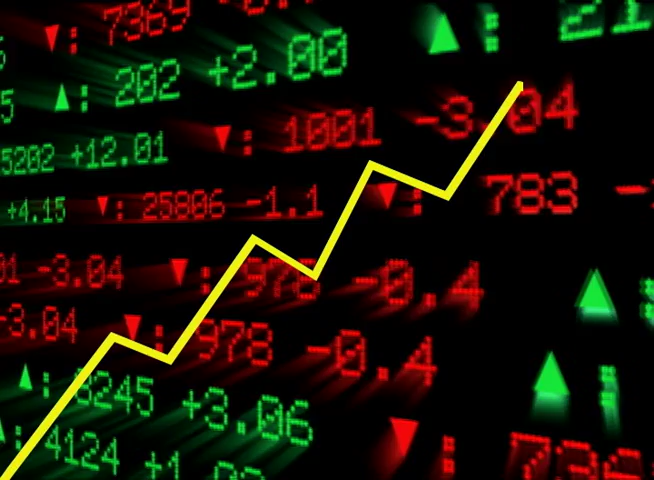 ▼: 7369
▲: 202 +2.00
▼: 1001 -3.04
5202 +12.01
+4.15 ▼: 25806 -1.1
▼: 783
-3.04 ▼: 978 -0.4
-3.04 ▼: 978 -0.4
▲: 8245 +3.06
▲: 4124